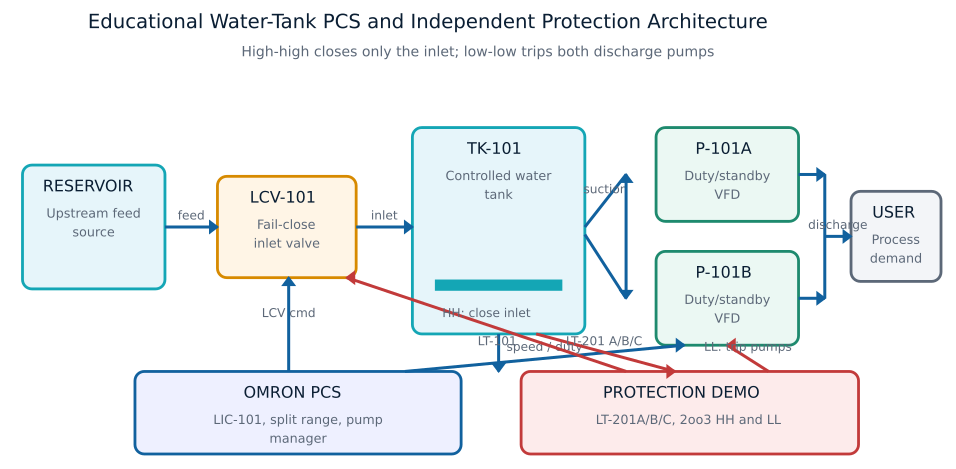 Educational Water-Tank PCS and Independent Protection Architecture
High-high closes only the inlet; low-low trips both discharge pumps
RESERVOIR
Upstream feed
source
feed
LCV-101
Fail-close
inlet valve
inlet
TK-101
Controlled water
tank
suction
P-101A
Duty/standby
VFD
P-101B
Duty/standby
VFD
discharge
USER
Process
demand
LCV cmd
HH: close inlet
LT-101
speed / duty
LT-201 A/B/C
LL: trip pumps
OMRON PCS
LIC-101, split range, pump
manager
PROTECTION DEMO
LT-201A/B/C, 2oo3 HH and LL